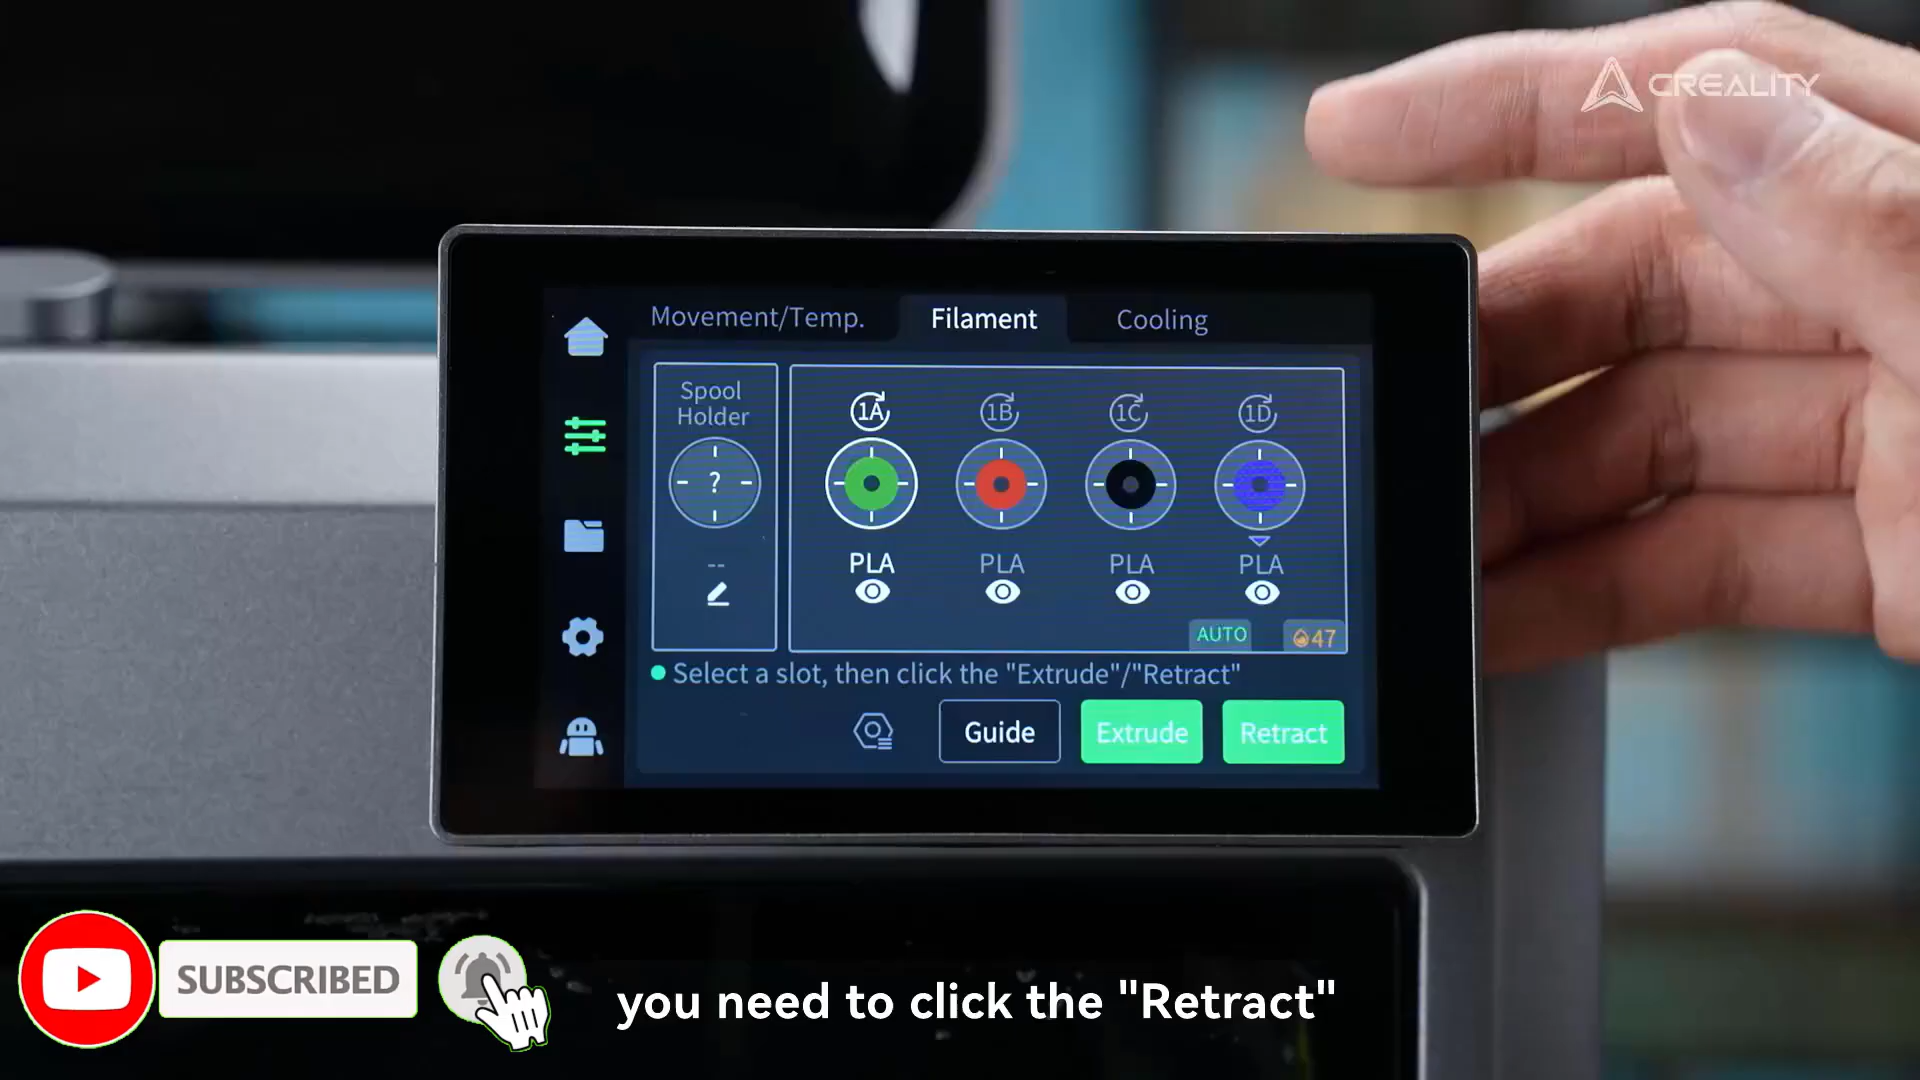 CREALITY
Movement/Temp.
Filament
Cooling
Spool
Holder
?
--
1A
1B
1C
1D
PLA
PLA
PLA
PLA
AUTO
47
Select a slot, then click the "Extrude"/"Retract"
Guide
Extrude
Retract
SUBSCRIBED
you need to click the "Retract"